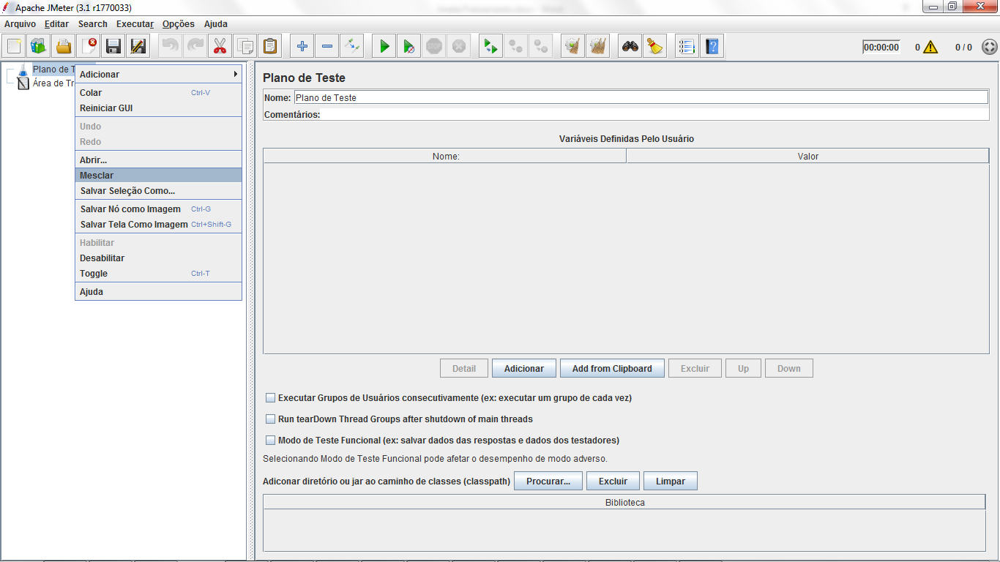 Apache JMeter (3.1 r1770033)
Arquivo Editar Search Executar Opções Ajuda
00:00:00 0 0 / 0
Plano de T
Área de Tr
Adicionar
Colar Ctrl-V
Reiniciar GUI
Undo
Redo
Abrir...
Mesclar
Salvar Seleção Como...
Salvar Nó como Imagem Ctrl-G
Salvar Tela Como Imagem Ctrl+Shift-G
Habilitar
Desabilitar
Toggle Ctrl-T
Ajuda
Plano de Teste
Nome: Plano de Teste
Comentários:
Variáveis Definidas Pelo Usuário
Nome: Valor
Detail Adicionar Add from Clipboard Excluir Up Down
Executar Grupos de Usuários consecutivamente (ex: executar um grupo de cada vez)
Run tearDown Thread Groups after shutdown of main threads
Modo de Teste Funcional (ex: salvar dados das respostas e dados dos testadores)
Selecionando Modo de Teste Funcional pode afetar o desempenho de modo adverso.
Adiconar diretório ou jar ao caminho de classes (classpath) Procurar... Excluir Limpar
Biblioteca